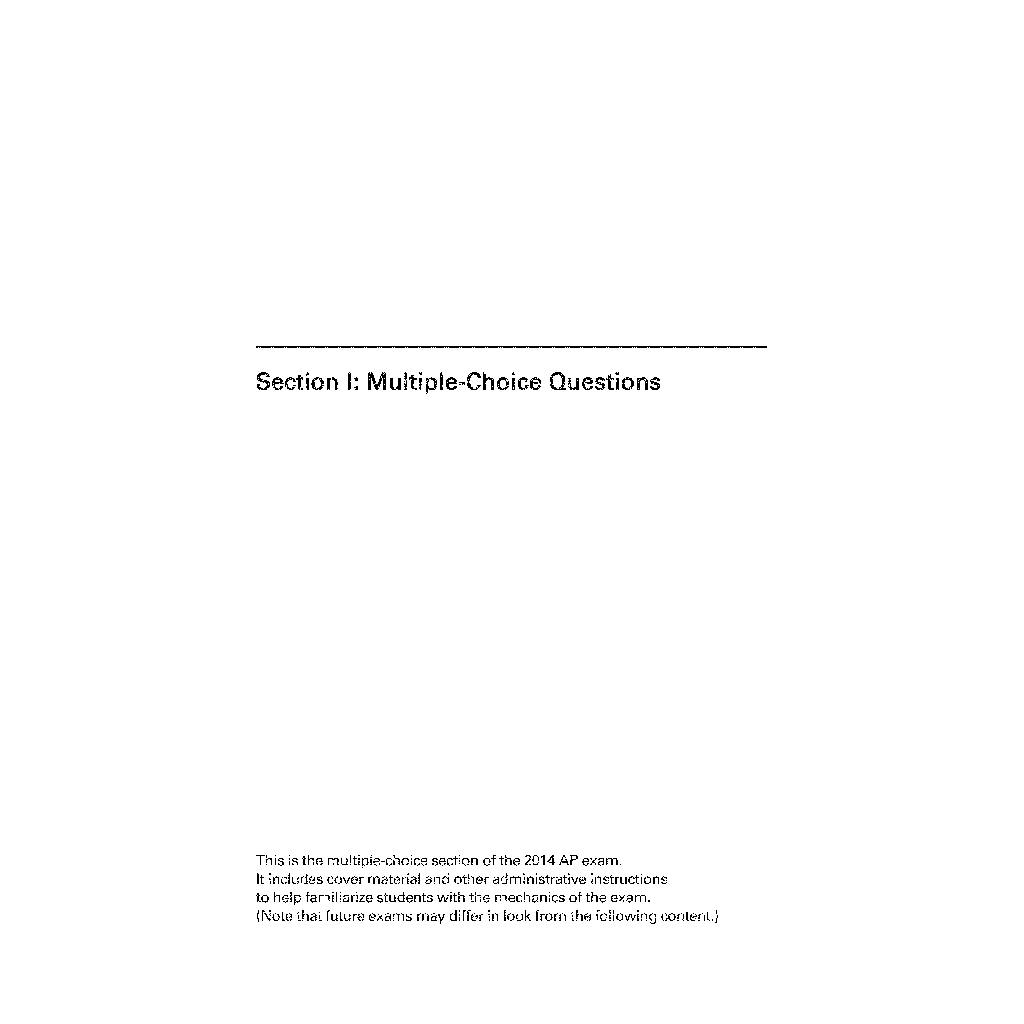 Section I: Multiple-Choice Questions
This is the multiple-choice section of the 2014 AP exam.
It includes cover material and other administrative instructions
to help familiarize students with the mechanics of the exam.
(Note that future exams may differ in look from the following content.)